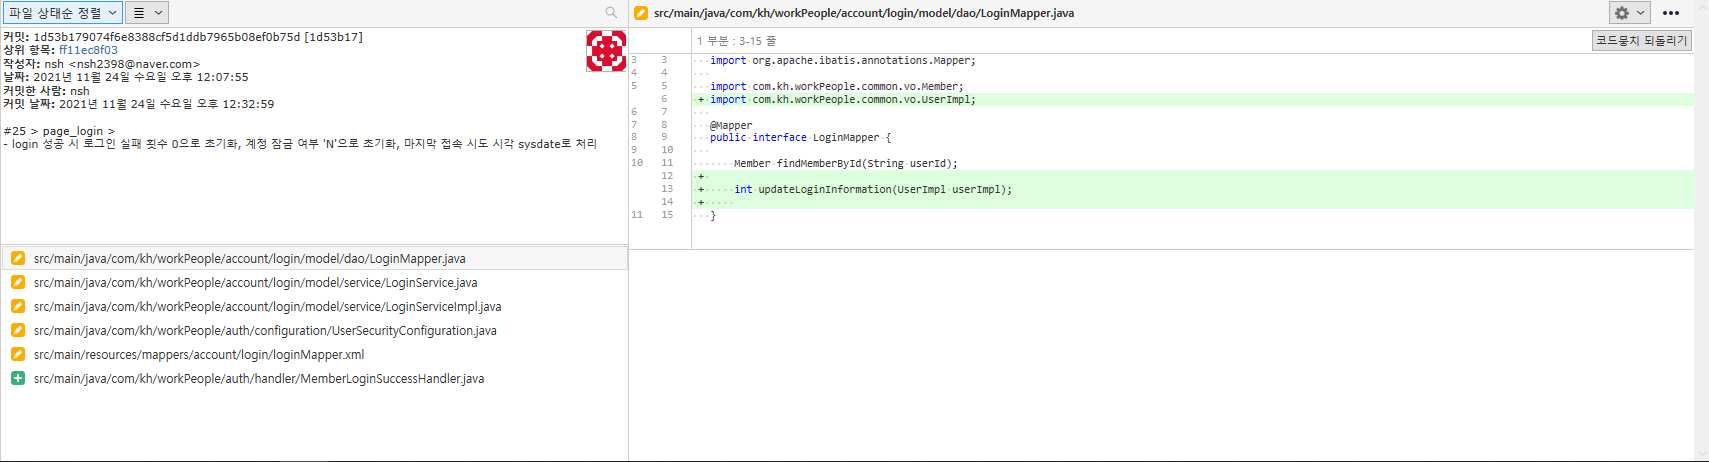 파일 상태순 정렬
커밋: 1d53b179074f6e8388cf5d1ddb7965b08ef0b75d [1d53b17]
상위 항목: ff11ec8f03
작성자: nsh <nsh2398@naver.com>
날짜: 2021년 11월 24일 수요일 오후 12:07:55
커밋한 사람: nsh
커밋 날짜: 2021년 11월 24일 수요일 오후 12:32:59
#25 > page_login >
- login 성공 시 로그인 실패 횟수 0으로 초기화, 계정 잠금 여부 'N'으로 초기화, 마지막 접속 시도 시각 sysdate로 처리
src/main/java/com/kh/workPeople/account/login/model/dao/LoginMapper.java
src/main/java/com/kh/workPeople/account/login/model/service/LoginService.java
src/main/java/com/kh/workPeople/account/login/model/service/LoginServiceImpl.java
src/main/java/com/kh/workPeople/auth/configuration/UserSecurityConfiguration.java
src/main/resources/mappers/account/login/loginMapper.xml
src/main/java/com/kh/workPeople/auth/handler/MemberLoginSuccessHandler.java
src/main/java/com/kh/workPeople/account/login/model/dao/LoginMapper.java
1 부분 : 3-15 줄
코드뭉치 되돌리기
3 3 import org.apache.ibatis.annotations.Mapper;
4 4
5 5 import com.kh.workPeople.common.vo.Member;
6 + import com.kh.workPeople.common.vo.UserImpl;
6 7
7 8 @Mapper
8 9 public interface LoginMapper {
9 10
10 11 Member findMemberById(String userId);
12 +
13 + int updateLoginInformation(UserImpl userImpl);
14 +
11 15 }